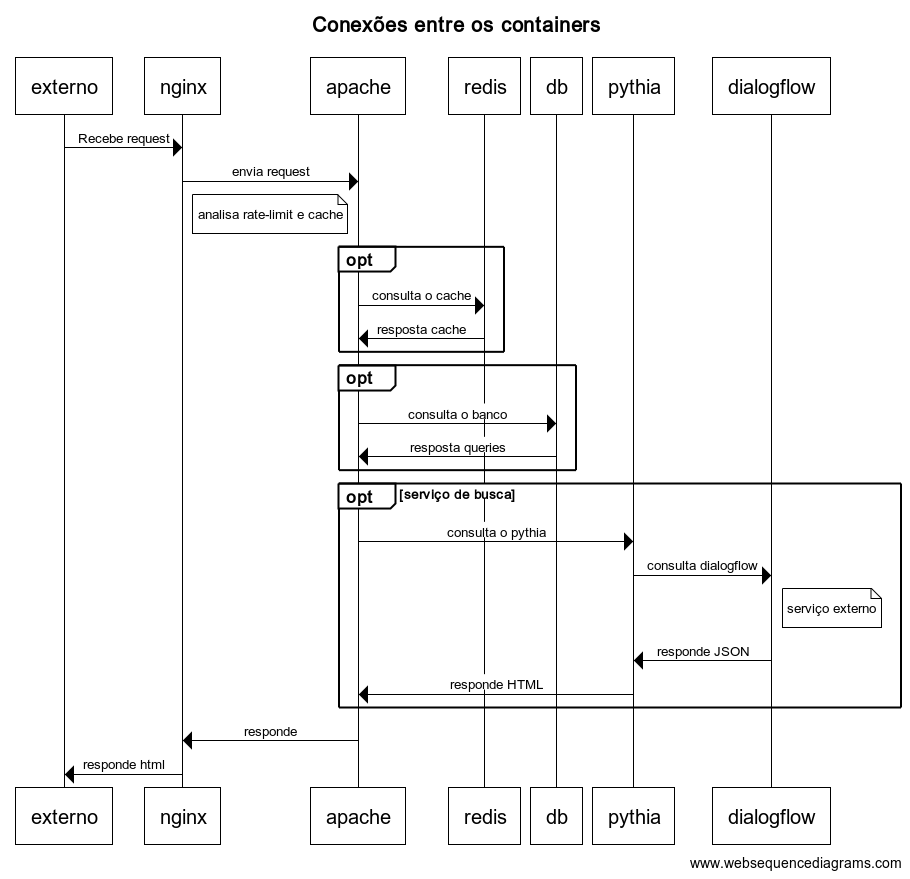 Conexões entre os containers
externo nginx apache redis db pythia dialogflow
Recebe request
envia request
analisa rate-limit e cache
opt
consulta o cache
resposta cache
opt
consulta o banco
resposta queries
opt [serviço de busca]
consulta o pythia
consulta dialogflow
serviço externo
responde JSON
responde HTML
responde
responde html
externo nginx apache redis db pythia dialogflow
www.websequencediagrams.com